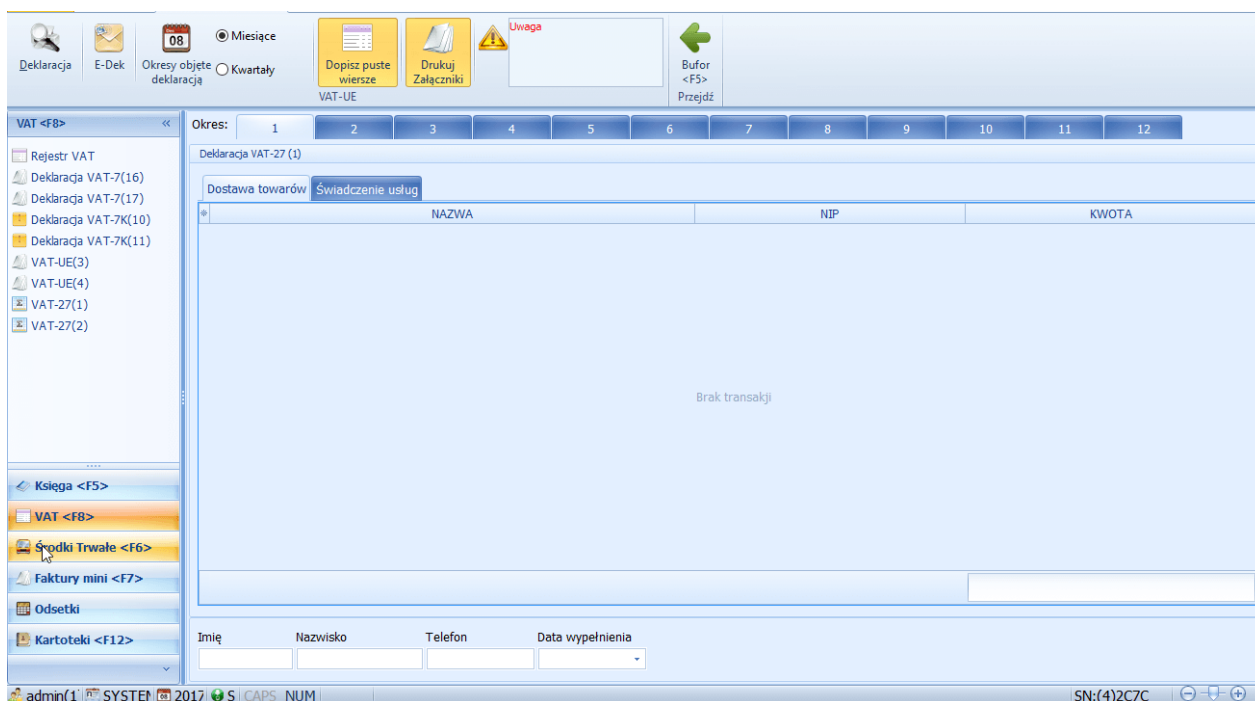 Deklaracja
E-Dek
Okresy objęte
deklaracją
08
Miesiące
Kwartały
Dopisz puste
wiersze
Drukuj
Załączniki
VAT-UE
Uwaga
Bufor
<F5>
Przejdź
VAT <F8>
«
Rejestr VAT
Deklaracja VAT-7(16)
Deklaracja VAT-7(17)
Deklaracja VAT-7K(10)
Deklaracja VAT-7K(11)
VAT-UE(3)
VAT-UE(4)
VAT-27(1)
VAT-27(2)
Księga <F5>
VAT <F8>
Środki Trwałe <F6>
Faktury mini <F7>
Odsetki
Kartoteki <F12>
Okres: 1 2 3 4 5 6 7 8 9 10 11 12
Deklaracja VAT-27 (1)
Dostawa towarów Świadczenie usług
NAZWA NIP KWOTA
Brak transakji
Imię Nazwisko Telefon Data wypełnienia
admin(1 SYSTEM 2017 S CAPS NUM SN:(4)2C7C